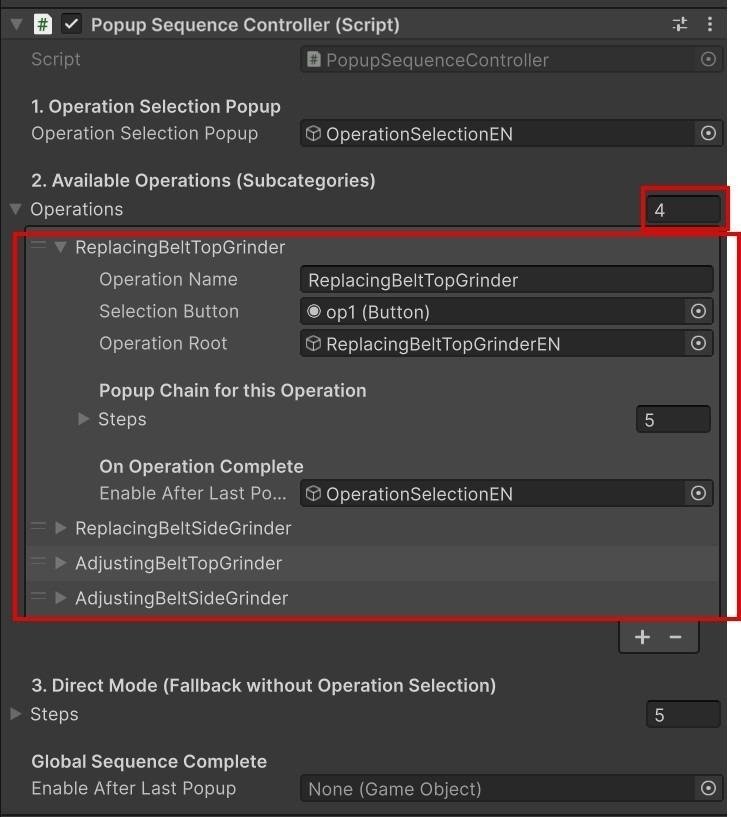 # Popup Sequence Controller (Script)
Script # PopupSequenceController
1. Operation Selection Popup
Operation Selection Popup OperationSelectionEN
2. Available Operations (Subcategories)
Operations 4
ReplacingBeltTopGrinder
Operation Name ReplacingBeltTopGrinder
Selection Button op1 (Button)
Operation Root ReplacingBeltTopGrinderEN
Popup Chain for this Operation
Steps 5
On Operation Complete
Enable After Last Po... OperationSelectionEN
ReplacingBeltSideGrinder
AdjustingBeltTopGrinder
AdjustingBeltSideGrinder
+ −
3. Direct Mode (Fallback without Operation Selection)
Steps 5
Global Sequence Complete
Enable After Last Popup None (Game Object)